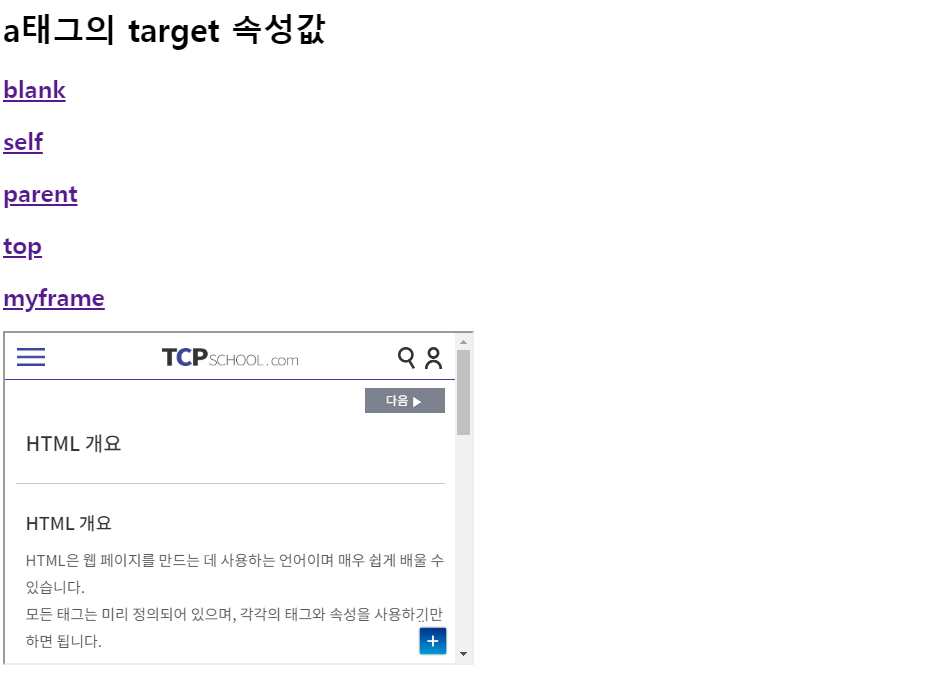 a태그의 target 속성값
blank
self
parent
top
myframe
TCPSCHOOL.com
다음 ▶
HTML 개요
HTML 개요
HTML은 웹 페이지를 만드는 데 사용하는 언어이며 매우 쉽게 배울 수
있습니다.
모든 태그는 미리 정의되어 있으며, 각각의 태그와 속성을 사용하기만
하면 됩니다.
+